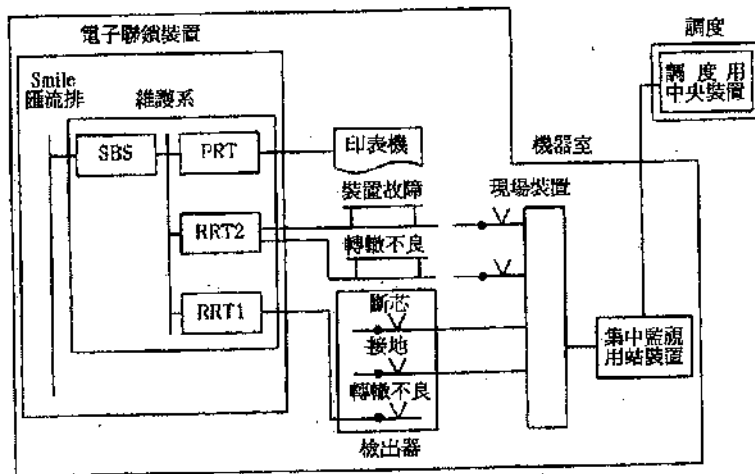 電子聯鎖裝置
調度
Smile
匯流排
維護系
調度用
中央裝置
SBS
PRT
印表機
機器室
裝置故障
現場裝置
RRT2
轉轍不良
斷芯
RRT1
接地
集中監視
用站裝置
轉轍不良
檢出器